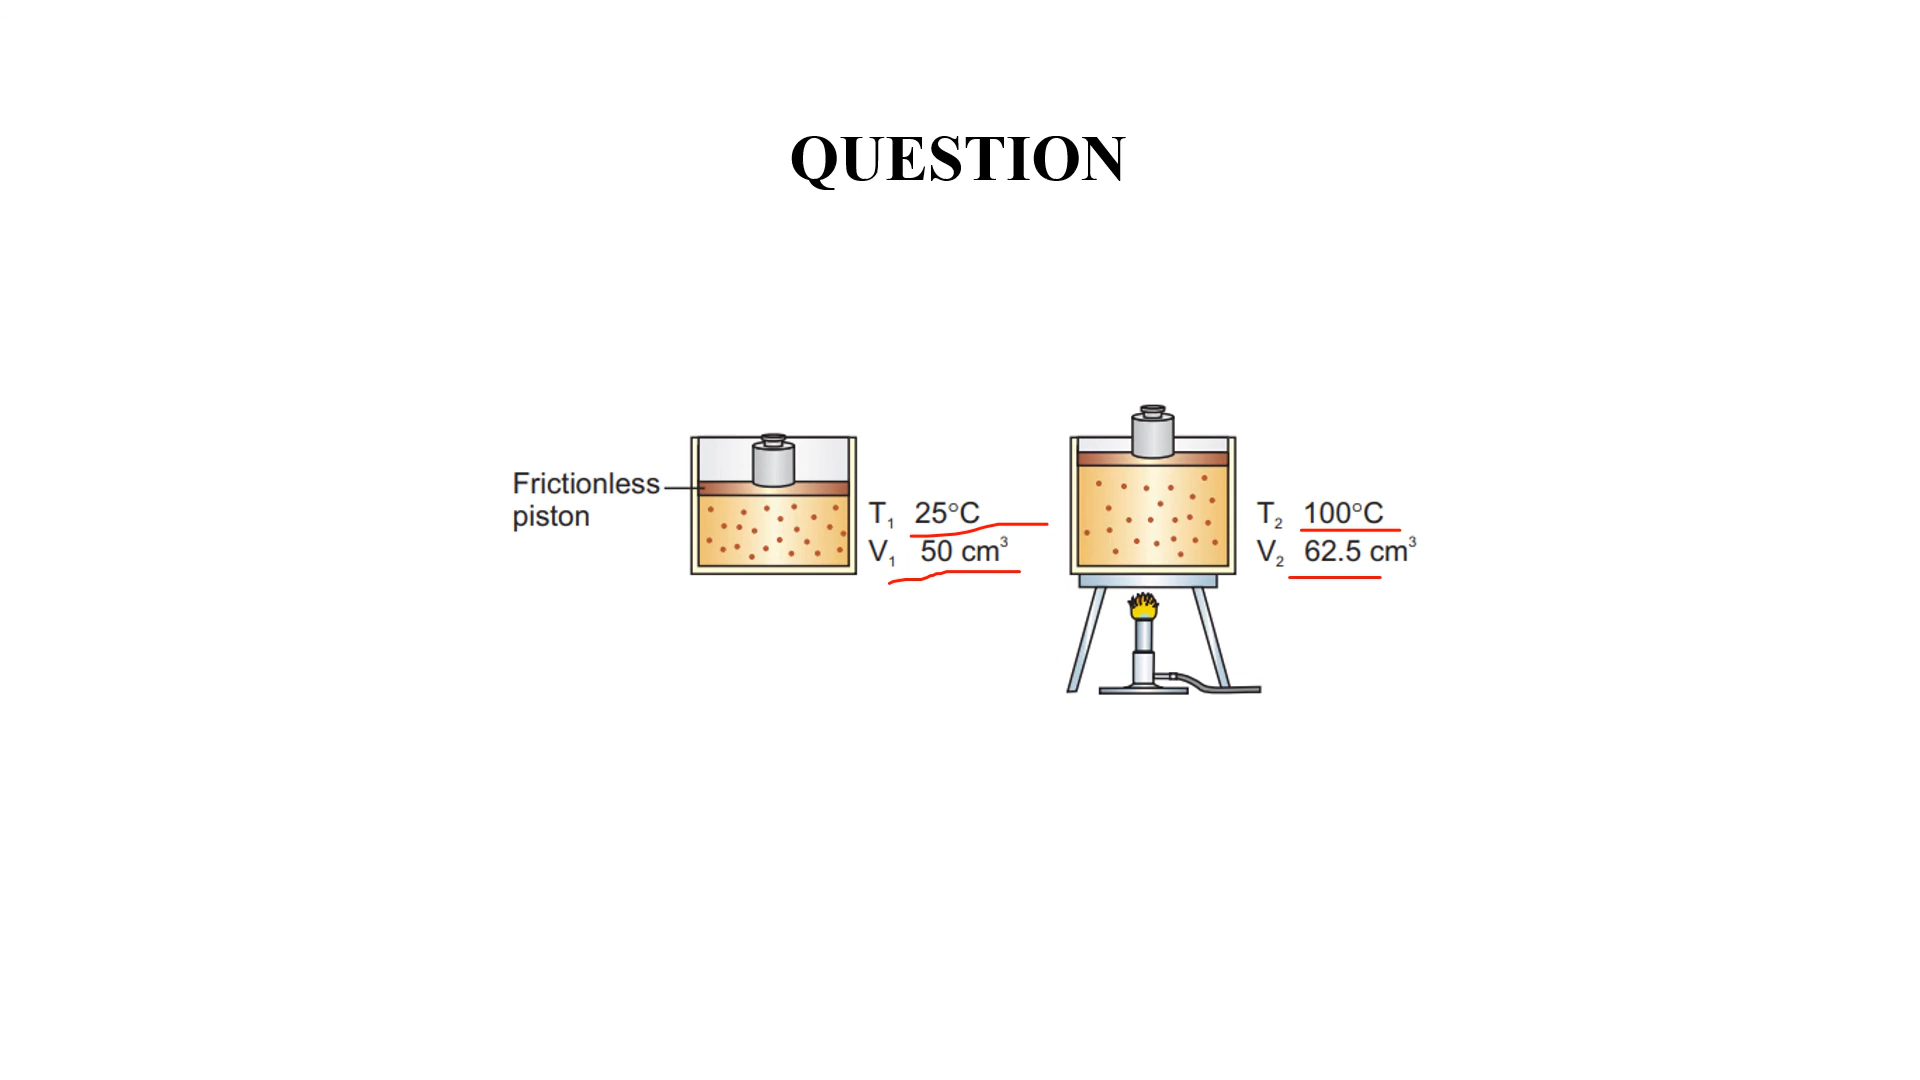 QUESTION
Frictionless
piston
T₁ 25°C
V₁ 50 cm³
T₂ 100°C
V₂ 62.5 cm³